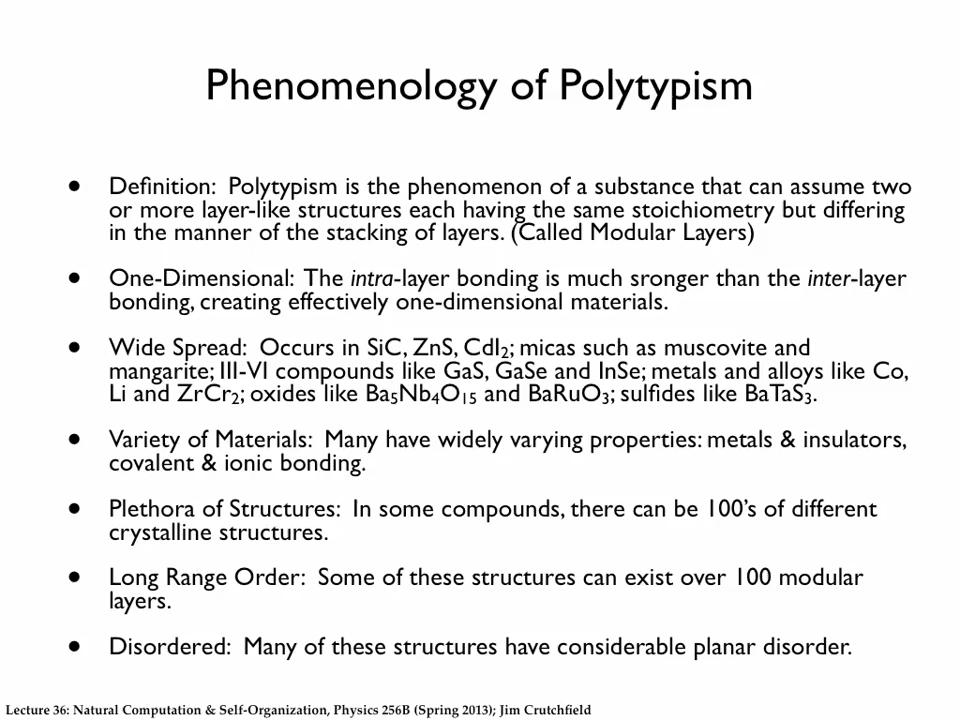 Phenomenology of Polytypism
• Definition: Polytypism is the phenomenon of a substance that can assume two
or more layer-like structures each having the same stoichiometry but differing
in the manner of the stacking of layers. (Called Modular Layers)
• One-Dimensional: The intra-layer bonding is much sronger than the inter-layer
bonding, creating effectively one-dimensional materials.
• Wide Spread: Occurs in SiC, ZnS, CdI₂; micas such as muscovite and
mangarite; III-VI compounds like GaS, GaSe and InSe; metals and alloys like Co,
Li and ZrCr₂; oxides like Ba₅Nb₄O₁₅ and BaRuO₃; sulfides like BaTaS₃.
• Variety of Materials: Many have widely varying properties: metals & insulators,
covalent & ionic bonding.
• Plethora of Structures: In some compounds, there can be 100’s of different
crystalline structures.
• Long Range Order: Some of these structures can exist over 100 modular
layers.
• Disordered: Many of these structures have considerable planar disorder.
Lecture 36: Natural Computation & Self-Organization, Physics 256B (Spring 2013); Jim Crutchfield